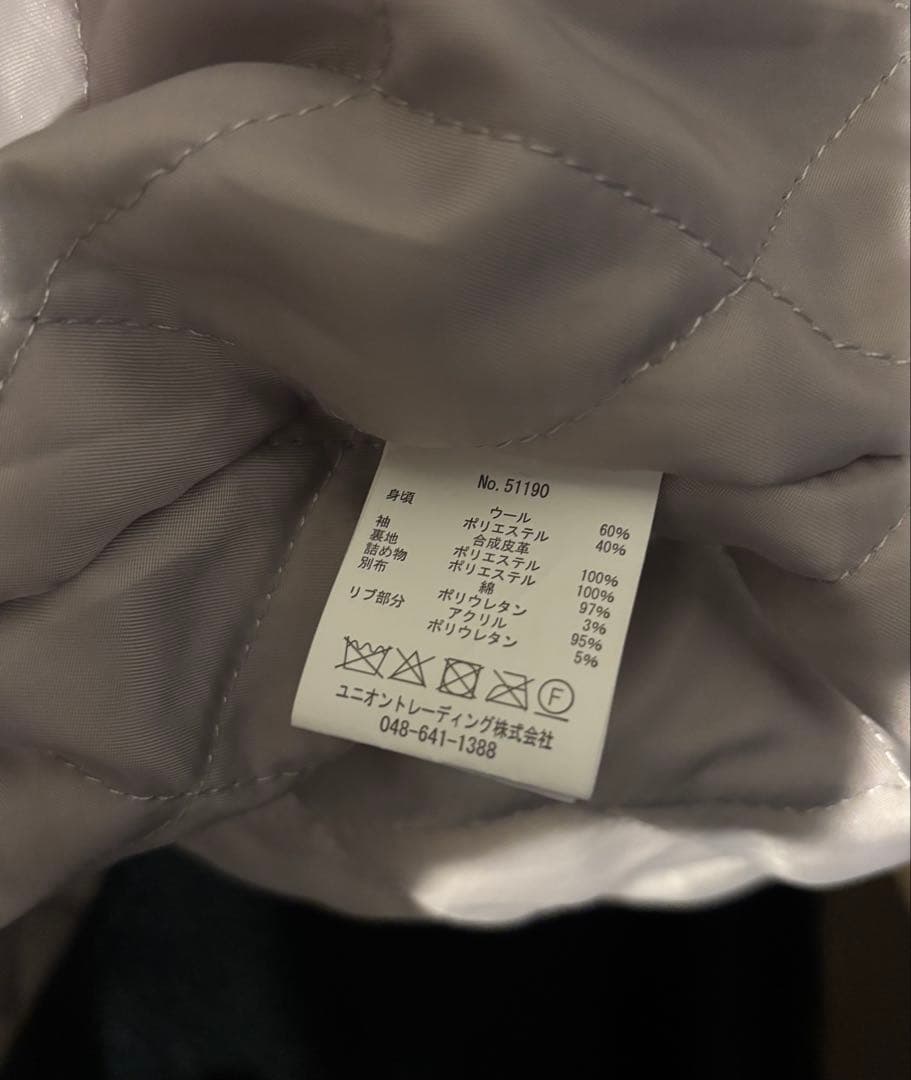 No. 51190
身頃 ウール 60%
ポリエステル 40%
袖 合成皮革
裏地 ポリエステル 100%
詰め物 ポリエステル 100%
別布 綿 97%
ポリウレタン 3%
リブ部分 アクリル 95%
ポリウレタン 5%
F
ユニオントレーディング株式会社
048-641-1388